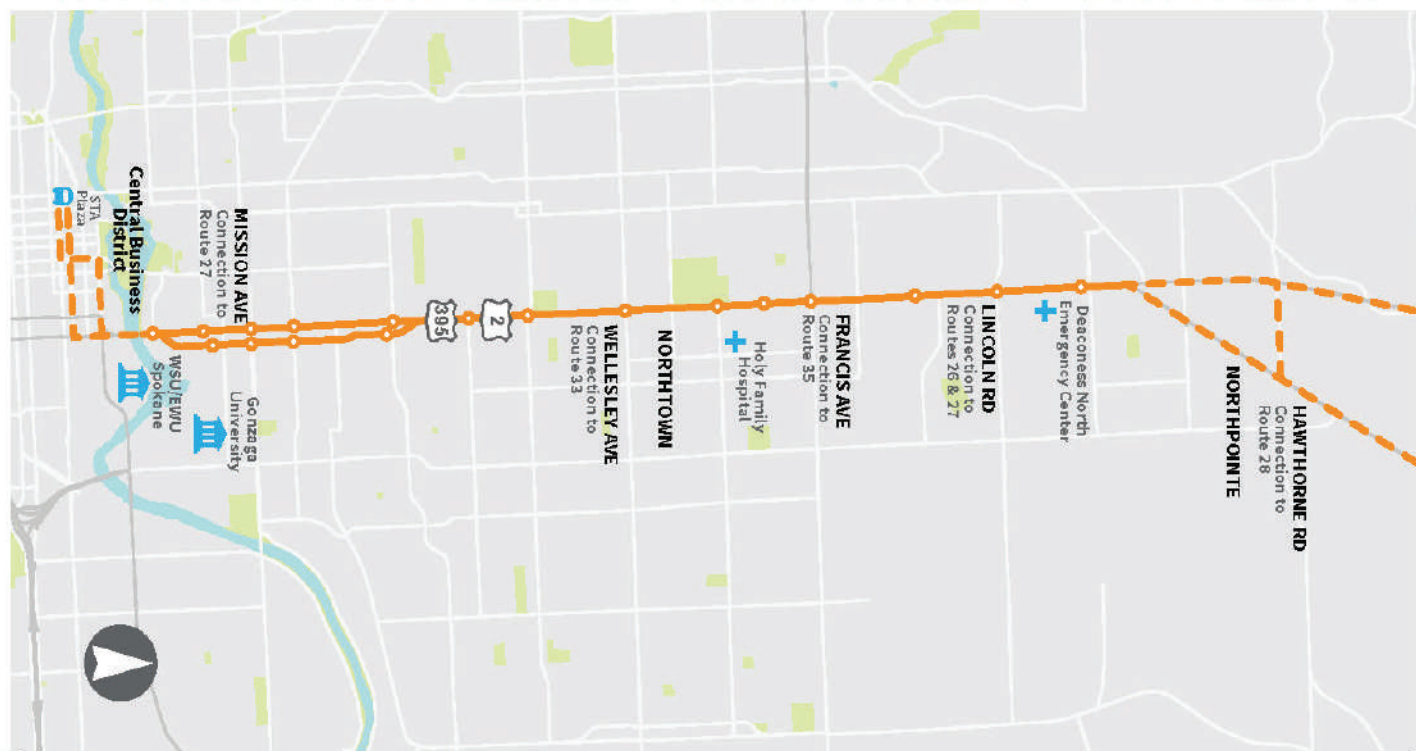 HAWTHORNE RD
Connection to
Route 28
NORTHPOINTE
Deaconess North
Emergency Center
LINCOLN RD
Connection to
Routes 26 & 27
FRANCIS AVE
Connection to
Route 35
Holy Family
Hospital
NORTHTOWN
WELLESLEY AVE
Connection to
Route 33
2
395
MISSION AVE
Connection to
Route 27
Gonzaga
University
WSU/EWU
Spokane
Central Business
District
STA
Plaza